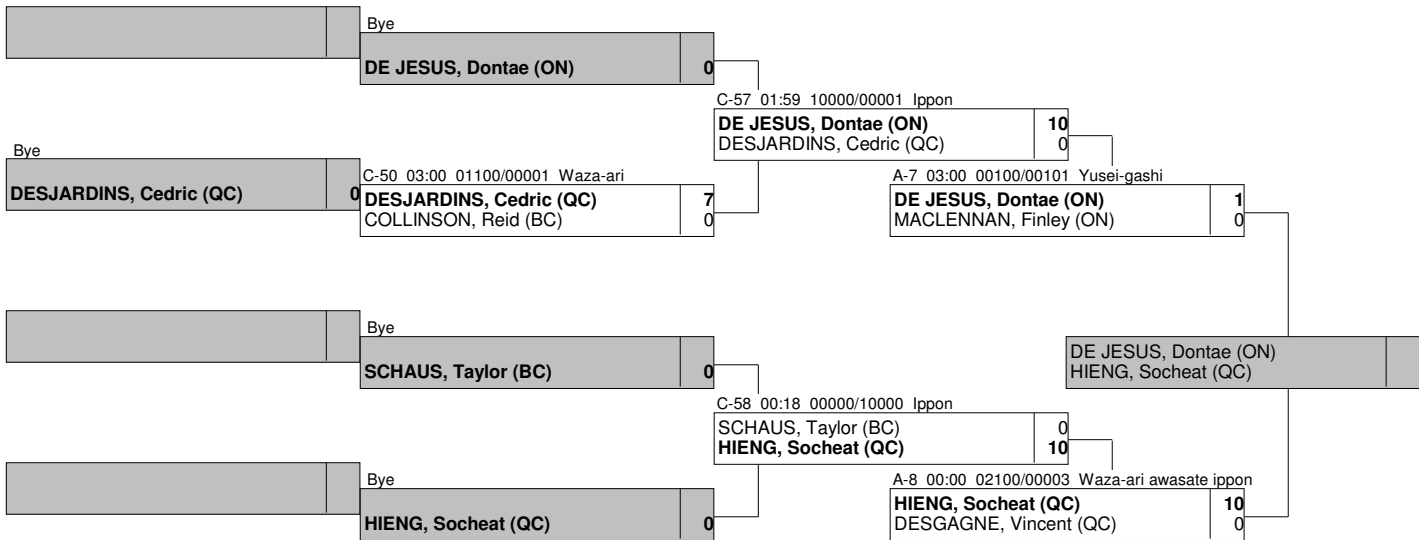 Bye
DE JESUS, Dontae (ON) 0
C-57 01:59 10000/00001 Ippon
DE JESUS, Dontae (ON) 10
DESJARDINS, Cedric (QC) 0
Bye
DESJARDINS, Cedric (QC) 0
C-50 03:00 01100/00001 Waza-ari
DESJARDINS, Cedric (QC) 7
COLLINSON, Reid (BC) 0
A-7 03:00 00100/00101 Yusei-gashi
DE JESUS, Dontae (ON) 1
MACLENNAN, Finley (ON) 0
Bye
SCHAUS, Taylor (BC) 0
DE JESUS, Dontae (ON)
HIENG, Socheat (QC)
C-58 00:18 00000/10000 Ippon
SCHAUS, Taylor (BC) 0
HIENG, Socheat (QC) 10
Bye
HIENG, Socheat (QC) 0
A-8 00:00 02100/00003 Waza-ari awasate ippon
HIENG, Socheat (QC) 10
DESGAGNE, Vincent (QC) 0